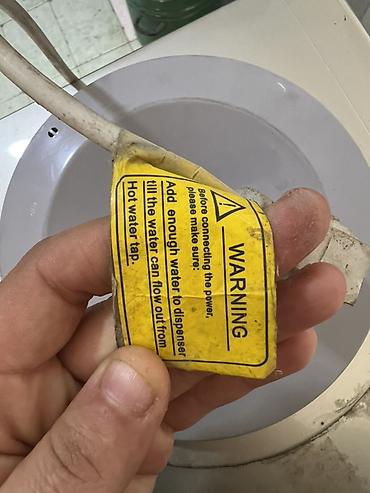 WARNING
Before connecting the power,
please make sure:
Add enough water to dispenser
till the water can flow out from
Hot water tap.